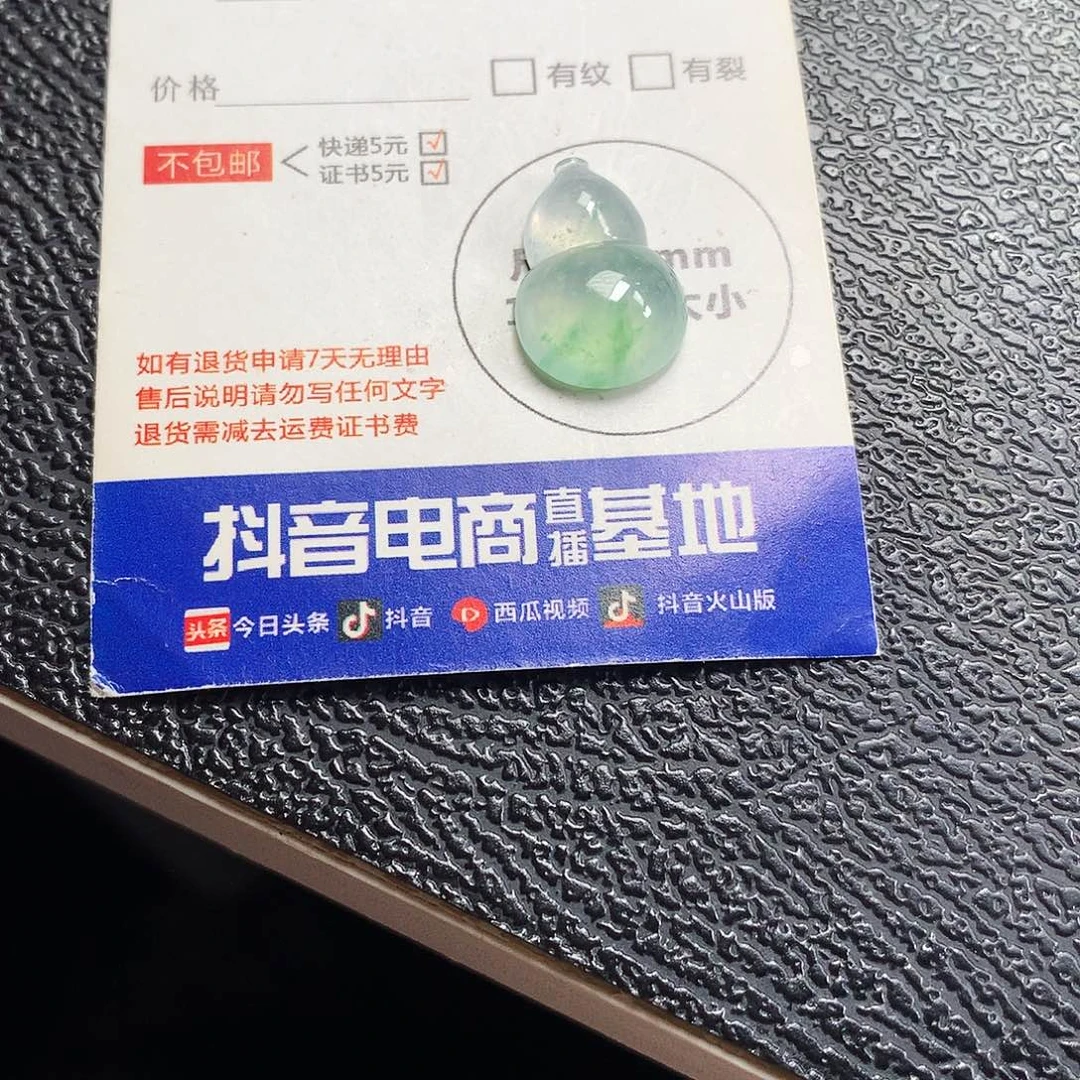 价格 有纹 有裂
不包邮
快递5元
证书5元
mm
大小
如有退货申请7天无理由
售后说明请勿写任何文字
退货需减去运费证书费
抖音电商直播基地
头条 今日头条 抖音 西瓜视频 抖音火山版